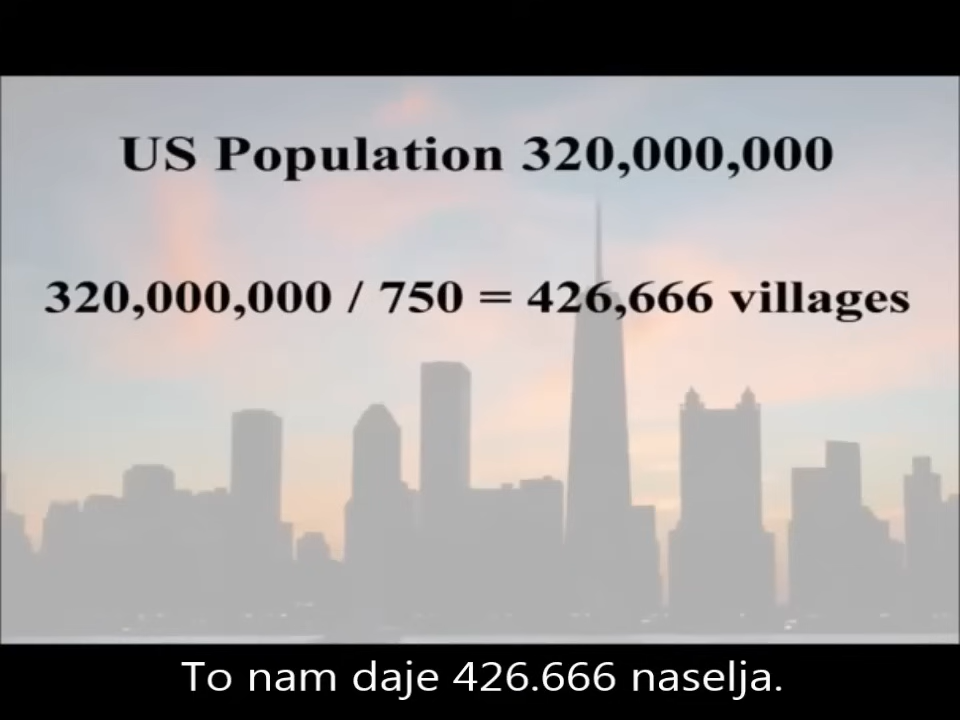 US Population 320,000,000
320,000,000 / 750 = 426,666 villages
To nam daje 426.666 naselja.